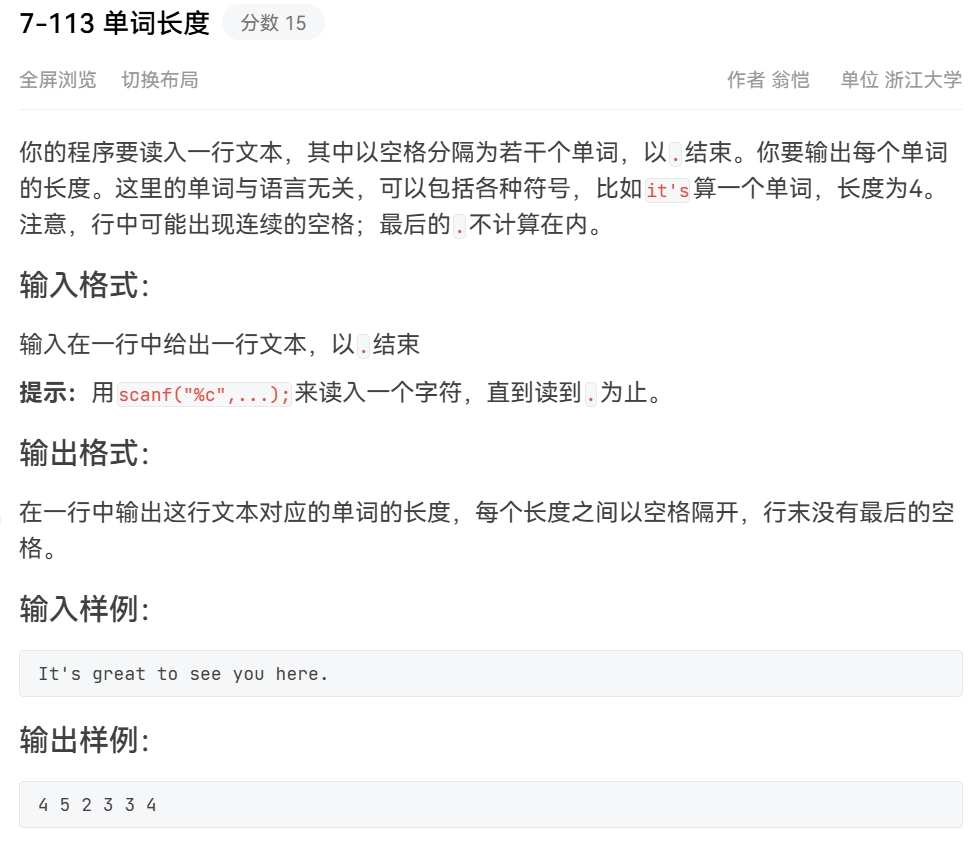 7-113 单词长度 分数 15
全屏浏览 切换布局 作者 翁恺 单位 浙江大学
你的程序要读入一行文本，其中以空格分隔为若干个单词，以.结束。你要输出每个单词
的长度。这里的单词与语言无关，可以包括各种符号，比如it's算一个单词，长度为4。
注意，行中可能出现连续的空格；最后的.不计算在内。
输入格式：
输入在一行中给出一行文本，以.结束
提示：用scanf("%c",...);来读入一个字符，直到读到.为止。
输出格式：
在一行中输出这行文本对应的单词的长度，每个长度之间以空格隔开，行末没有最后的空
格。
输入样例：
It's great to see you here.
输出样例：
4 5 2 3 3 4